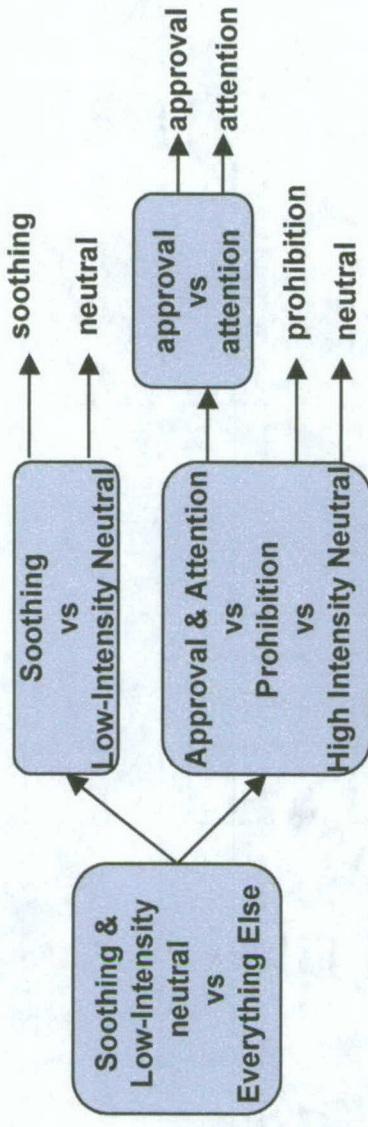 Soothing &
Low-Intensity
neutral
vs
Everything Else
Soothing
vs
Low-Intensity Neutral
soothing
neutral
Approval & Attention
vs
Prohibition
vs
High Intensity Neutral
approval
vs
attention
approval
attention
prohibition
neutral